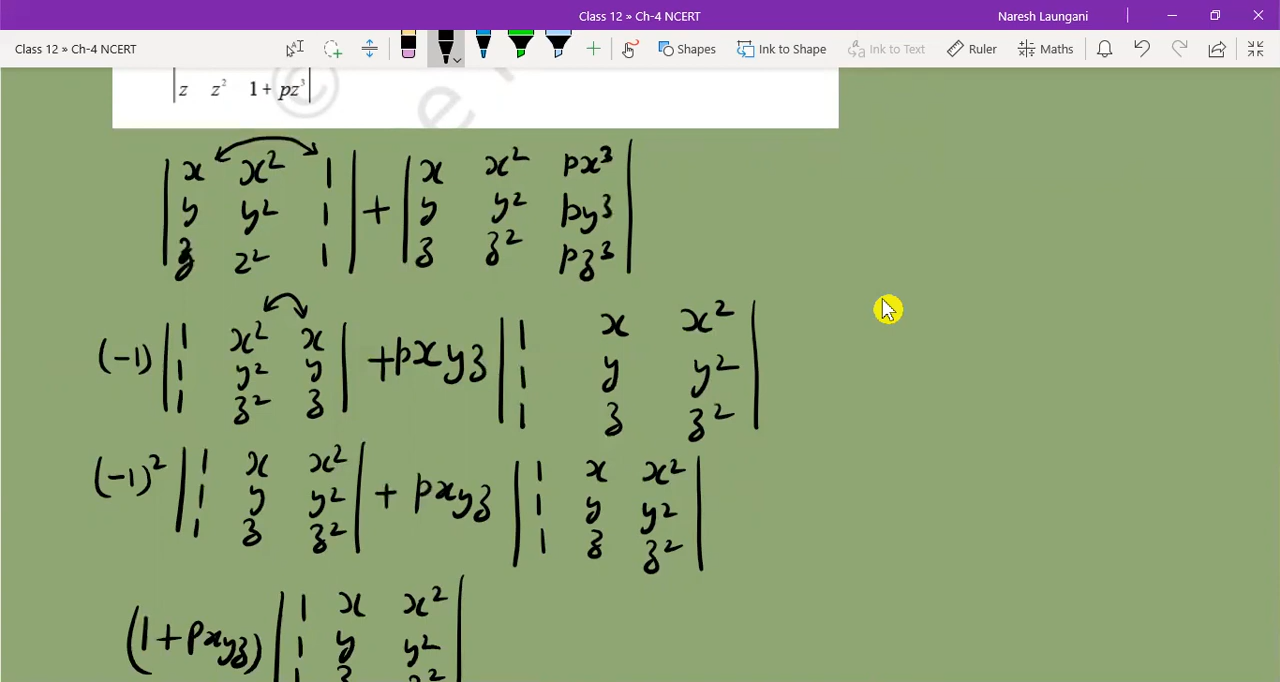 Class 12 » Ch-4 NCERT
Naresh Laungani
Class 12 » Ch-4 NCERT
Shapes
Ink to Shape
Ink to Text
Ruler
Maths
|z z² 1 + pz³|
|x x² 1| + |x x² px³|
|y y² 1| |y y² py³|
|z z² 1| |z z² pz³|
(-1) |1 x² x| + pxyz |1 x x²|
|1 y² y| |1 y y²|
|1 z² z| |1 z z²|
(-1)² |1 x x²| + pxyz |1 x x²|
|1 y y²| |1 y y²|
|1 z z²| |1 z z²|
(1 + pxyz) |1 x x²|
|1 y y²|